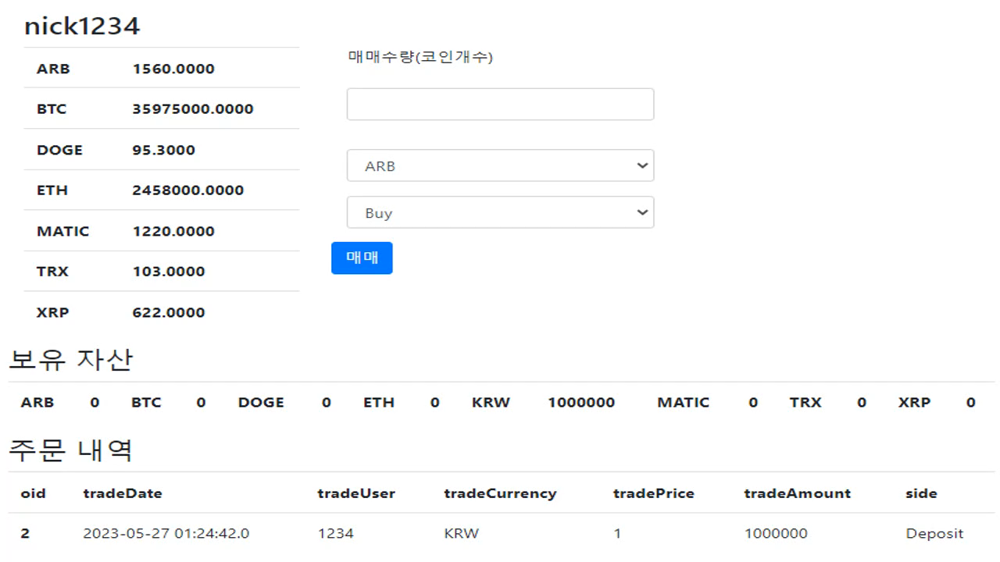 nick1234
ARB 1560.0000
BTC 35975000.0000
DOGE 95.3000
ETH 2458000.0000
MATIC 1220.0000
TRX 103.0000
XRP 622.0000
매매수량(코인개수)
ARB
Buy
매매
보유 자산
ARB 0 BTC 0 DOGE 0 ETH 0 KRW 1000000 MATIC 0 TRX 0 XRP 0
주문 내역
oid tradeDate tradeUser tradeCurrency tradePrice tradeAmount side
2 2023-05-27 01:24:42.0 1234 KRW 1 1000000 Deposit